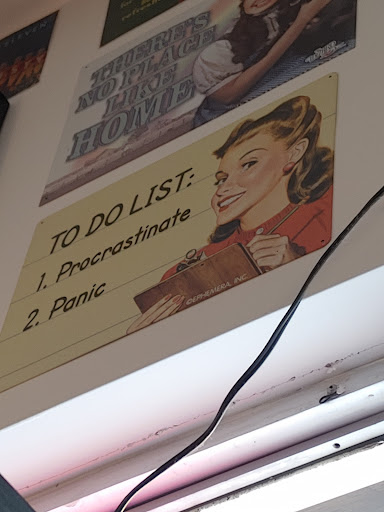 THERE'S
NO PLACE
LIKE
HOME
TO DO LIST:
1. Procrastinate
2. Panic
©EPHEMERA, INC.